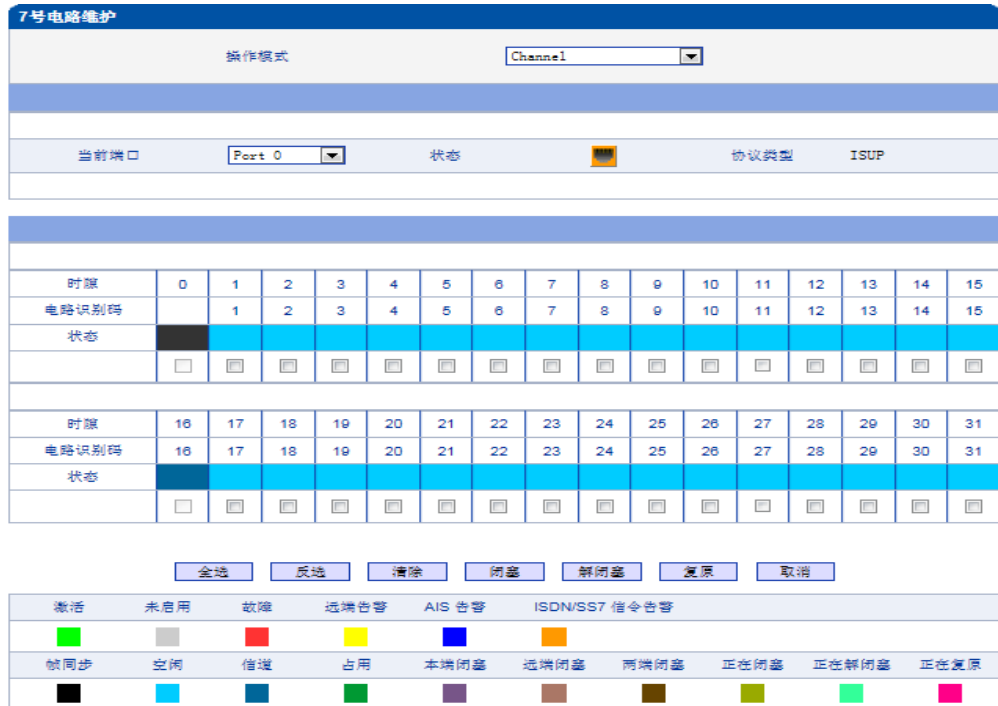 7号电路维护
操作模式 Channel
当前端口 Port 0 状态 协议类型 ISUP
时隙 0 1 2 3 4 5 6 7 8 9 10 11 12 13 14 15
电路识别码 1 2 3 4 5 6 7 8 9 10 11 12 13 14 15
状态
时隙 16 17 18 19 20 21 22 23 24 25 26 27 28 29 30 31
电路识别码 16 17 18 19 20 21 22 23 24 25 26 27 28 29 30 31
状态
全选 反选 清除 闭塞 解闭塞 复原 取消
激活 未启用 故障 远端告警 AIS 告警 ISDN/SS7 信令告警
帧同步 空闲 信道 占用 本端闭塞 远端闭塞 两端闭塞 正在闭塞 正在解闭塞 正在复原